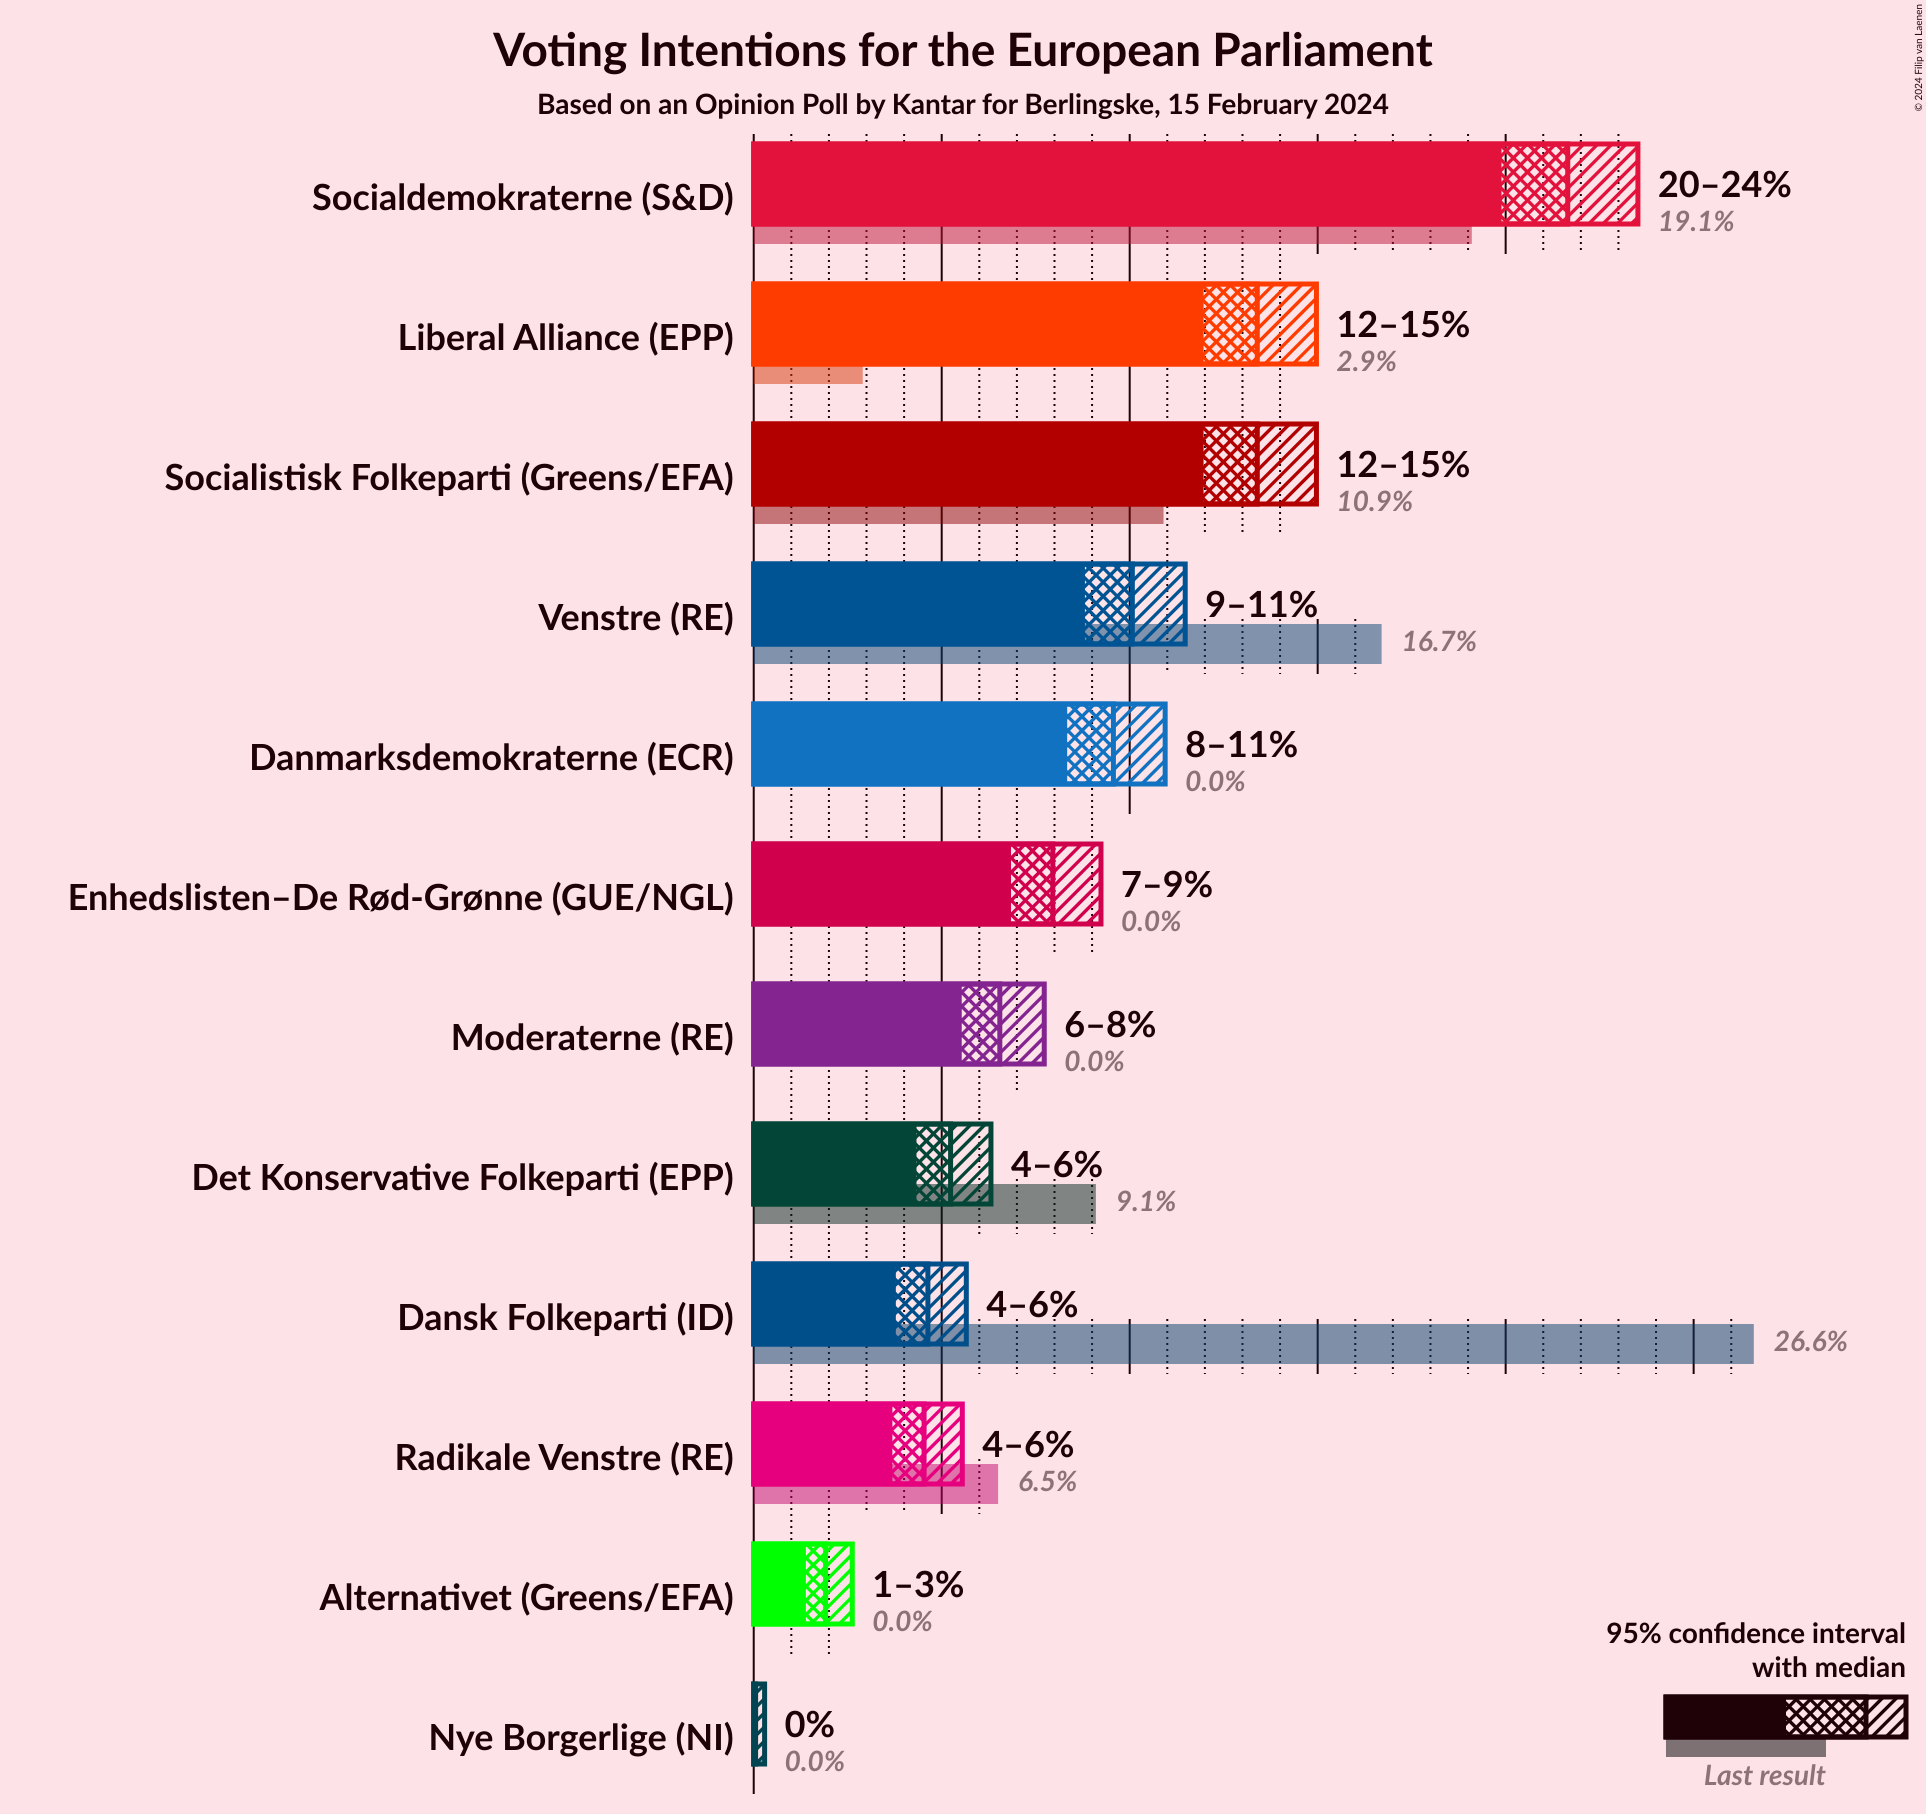 Voting Intentions for the European Parliament
Based on an Opinion Poll by Kantar for Berlingske, 15 February 2024
© 2024 Filip van Laenen
Socialdemokraterne (S&D)
20–24%
19.1%
Liberal Alliance (EPP)
12–15%
2.9%
Socialistisk Folkeparti (Greens/EFA)
12–15%
10.9%
Venstre (RE)
9–11%
16.7%
Danmarksdemokraterne (ECR)
8–11%
0.0%
Enhedslisten–De Rød-Grønne (GUE/NGL)
7–9%
0.0%
Moderaterne (RE)
6–8%
0.0%
Det Konservative Folkeparti (EPP)
4–6%
9.1%
Dansk Folkeparti (ID)
4–6%
26.6%
Radikale Venstre (RE)
4–6%
6.5%
Alternativet (Greens/EFA)
1–3%
0.0%
Nye Borgerlige (NI)
0%
0.0%
95% confidence interval
with median
Last result